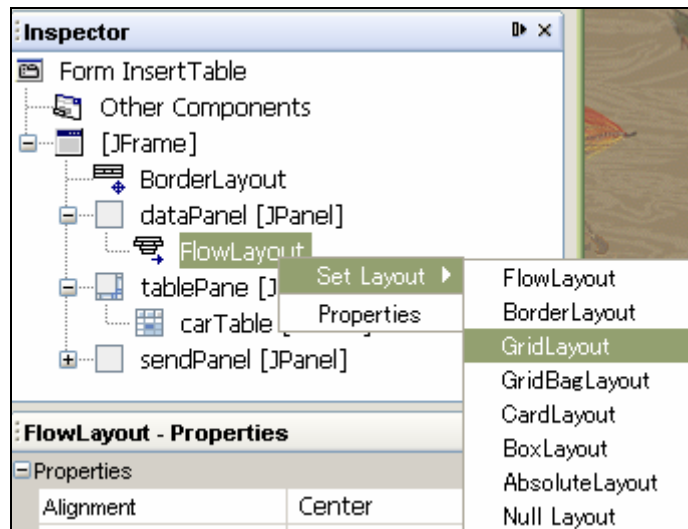 Inspector
Form InsertTable
Other Components
[JFrame]
BorderLayout
dataPanel [JPanel]
FlowLayout
tablePane [J
carTable
sendPanel [JPanel]
Set Layout
Properties
FlowLayout
BorderLayout
GridLayout
GridBagLayout
CardLayout
BoxLayout
AbsoluteLayout
Null Layout
FlowLayout - Properties
Properties
Alignment Center